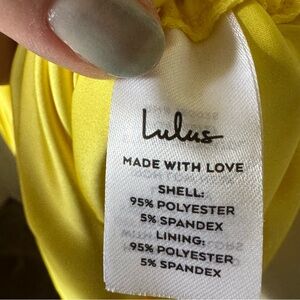 Lulus
MADE WITH LOVE
SHELL:
95% POLYESTER
5% SPANDEX
LINING:
95% POLYESTER
5% SPANDEX